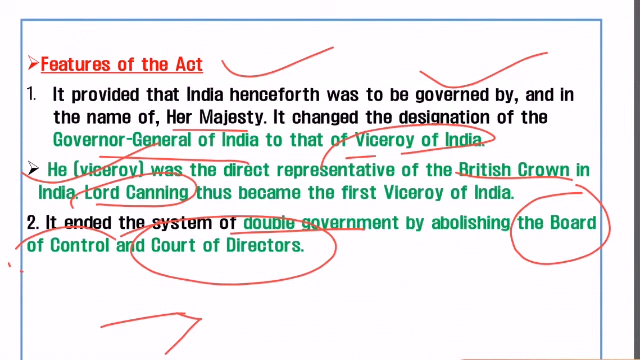 ➢Features of the Act
1. It provided that India henceforth was to be governed by, and in
the name of, Her Majesty. It changed the designation of the
Governor-General of India to that of Viceroy of India.
➢ He (viceroy) was the direct representative of the British Crown in
India. Lord Canning thus became the first Viceroy of India.
2. It ended the system of double government by abolishing the Board
of Control and Court of Directors.